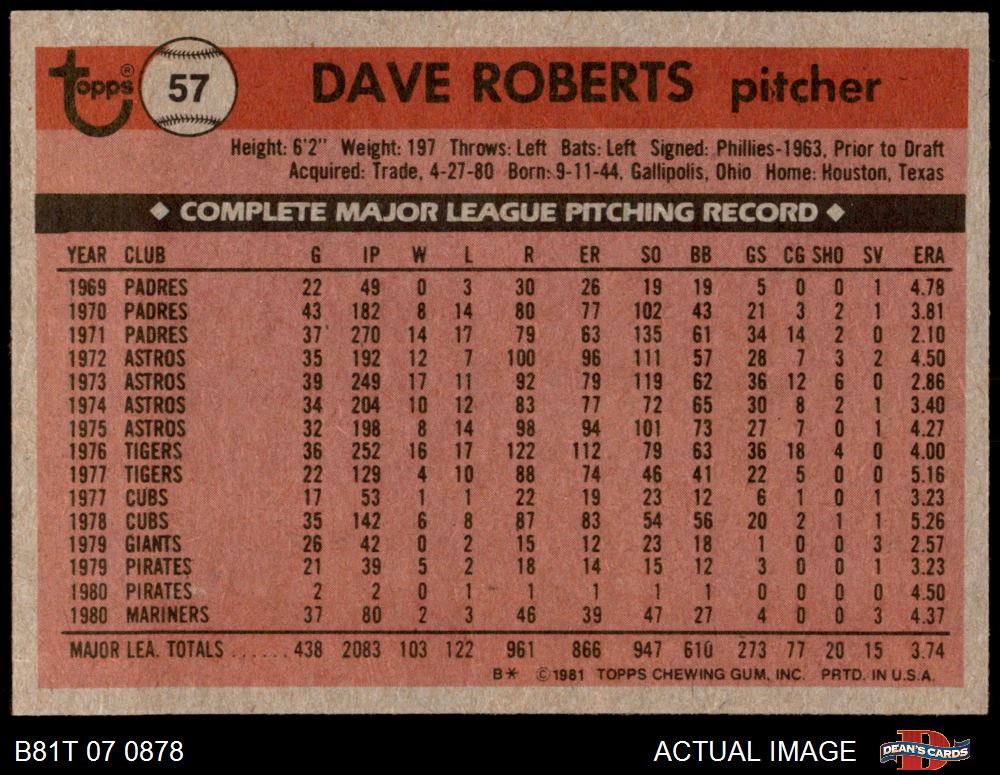 topps® 57 DAVE ROBERTS pitcher
Height: 6'2" Weight: 197 Throws: Left Bats: Left Signed: Phillies-1963, Prior to Draft
Acquired: Trade, 4-27-80 Born: 9-11-44, Gallipolis, Ohio Home: Houston, Texas
◆ COMPLETE MAJOR LEAGUE PITCHING RECORD ◆
YEAR CLUB G IP W L R ER SO BB GS CG SHO SV ERA
1969 PADRES 22 49 0 3 30 26 19 19 5 0 0 1 4.78
1970 PADRES 43 182 8 14 80 77 102 43 21 3 2 1 3.81
1971 PADRES 37 270 14 17 79 63 135 61 34 14 2 0 2.10
1972 ASTROS 35 192 12 7 100 96 111 57 28 7 3 2 4.50
1973 ASTROS 39 249 17 11 92 79 119 62 36 12 6 0 2.86
1974 ASTROS 34 204 10 12 83 77 72 65 30 8 2 1 3.40
1975 ASTROS 32 198 8 14 98 94 101 73 27 7 0 1 4.27
1976 TIGERS 36 252 16 17 122 112 79 63 36 18 4 0 4.00
1977 TIGERS 22 129 4 10 88 74 46 41 22 5 0 0 5.16
1977 CUBS 17 53 1 1 22 19 23 12 6 1 0 1 3.23
1978 CUBS 35 142 6 8 87 83 54 56 20 2 1 1 5.26
1979 GIANTS 26 42 0 2 15 12 23 18 1 0 0 3 2.57
1979 PIRATES 21 39 5 2 18 14 15 12 3 0 0 1 3.23
1980 PIRATES 2 2 0 1 1 1 1 1 0 0 0 0 4.50
1980 MARINERS 37 80 2 3 46 39 47 27 4 0 0 3 4.37
MAJOR LEA. TOTALS ...... 438 2083 103 122 961 866 947 610 273 77 20 15 3.74
B* ©1981 TOPPS CHEWING GUM, INC. PRTD. IN U.S.A.
B81T 07 0878 ACTUAL IMAGE D DEAN'S CARDS